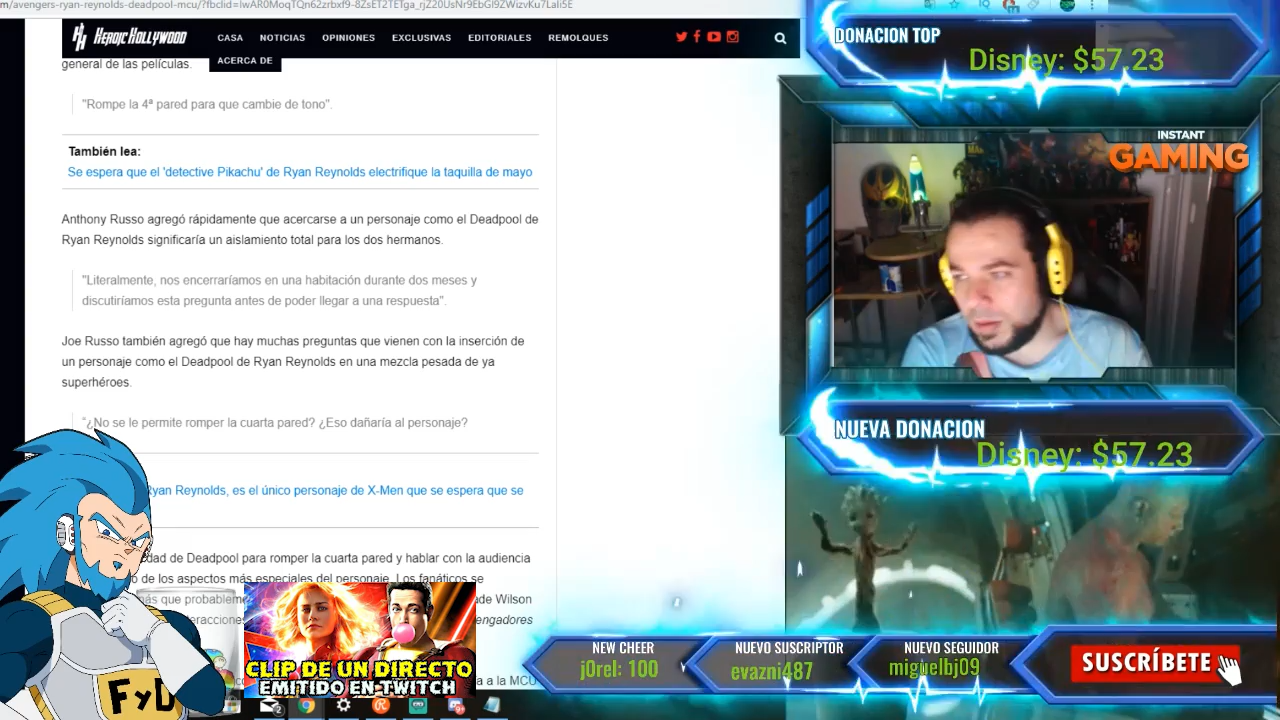 m/avengers-ryan-reynolds-deadpool-mcu/?fbclid=IwAR0MoqTQn62zrbxf9-8ZsET2TETga_rjZ20UsNr9EbGl9ZWizvKu7Lali5E
HEROIC HOLLYWOOD
CASA NOTICIAS OPINIONES EXCLUSIVAS EDITORIALES REMOLQUES
ACERCA DE
general de las películas.
"Rompe la 4ª pared para que cambie de tono".
También lea:
Se espera que el 'detective Pikachu' de Ryan Reynolds electrifique la taquilla de mayo
Anthony Russo agregó rápidamente que acercarse a un personaje como el Deadpool de
Ryan Reynolds significaría un aislamiento total para los dos hermanos.
"Literalmente, nos encerraríamos en una habitación durante dos meses y
discutiríamos esta pregunta antes de poder llegar a una respuesta".
Joe Russo también agregó que hay muchas preguntas que vienen con la inserción de
un personaje como el Deadpool de Ryan Reynolds en una mezcla pesada de ya
superhéroes.
"¿No se le permite romper la cuarta pared? ¿Eso dañaría al personaje?
Ryan Reynolds, es el único personaje de X-Men que se espera que se
dad de Deadpool para romper la cuarta pared y hablar con la audiencia
o de los aspectos más especiales del personaje. Los fanáticos se
más que probableme
ade Wilson
teracciones
engadores
a a la MCU
DONACION TOP
Disney: $57.23
INSTANT
GAMING
NUEVA DONACION
Disney: $57.23
CLIP DE UN DIRECTO
EMITIDO EN TWITCH
FyD
NEW CHEER
j0rel: 100
NUEVO SUSCRIPTOR
evazni487
NUEVO SEGUIDOR
miguelbj09
SUSCRÍBETE